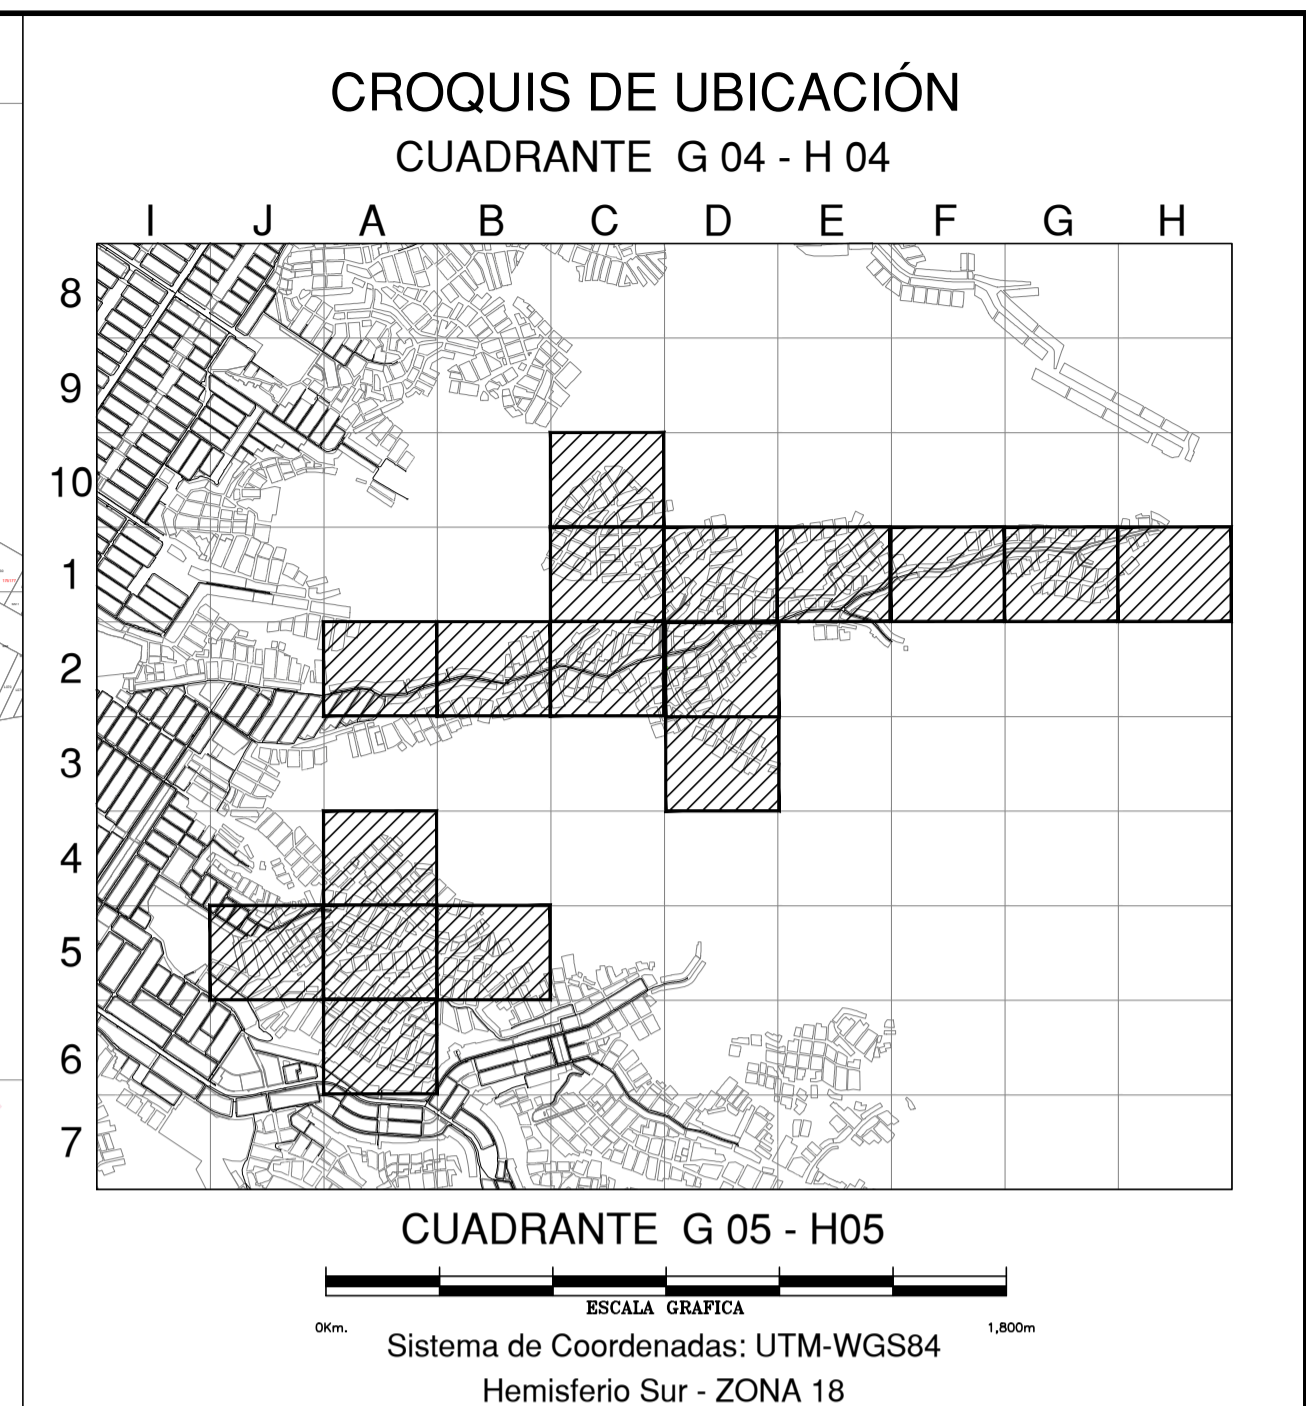 CROQUIS DE UBICACIÓN
CUADRANTE G 04 - H 04
I J A B C D E F G H
8
9
10
1
2
3
4
5
6
7
CUADRANTE G 05 - H05
ESCALA GRAFICA
0Km. 1,800m
Sistema de Coordenadas: UTM-WGS84
Hemisferio Sur - ZONA 18